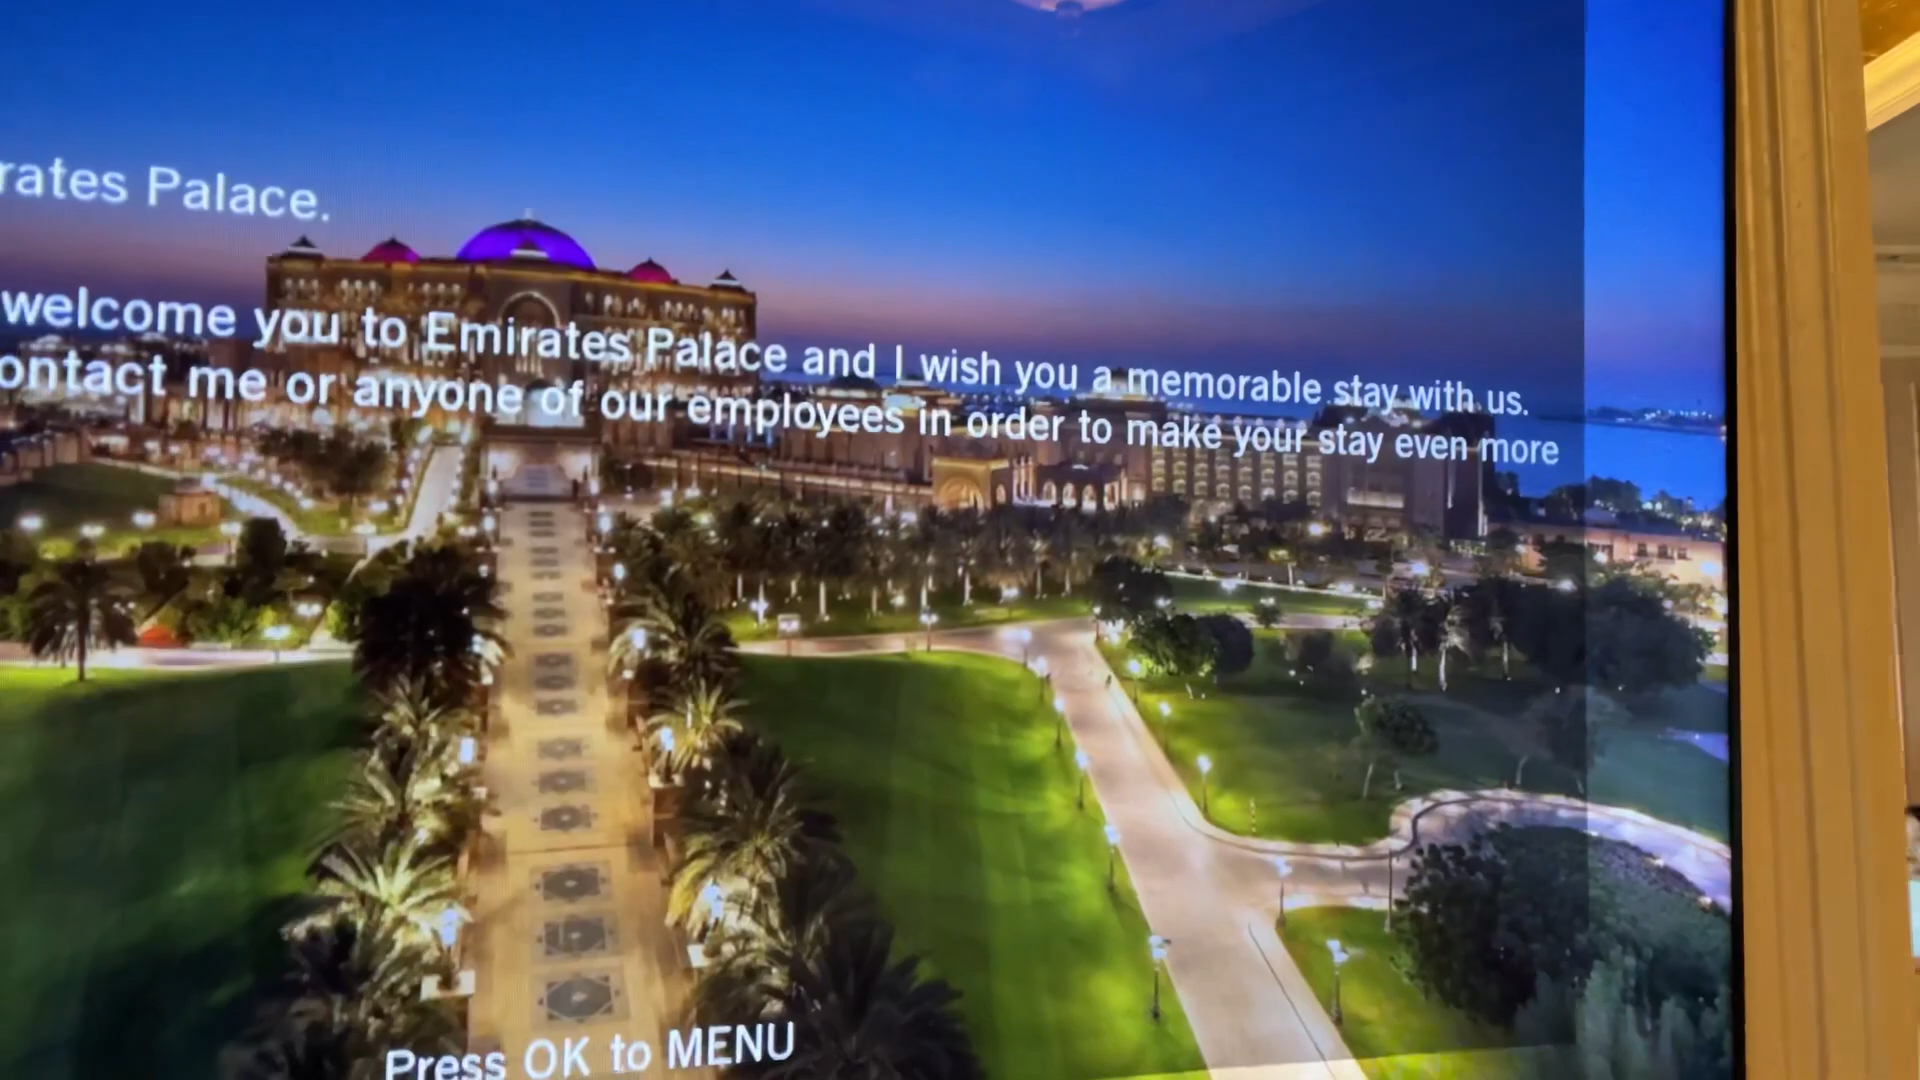 rates Palace.
welcome you to Emirates Palace and I wish you a memorable stay with us.
ontact me or anyone of our employees in order to make your stay even more
Press OK to MENU